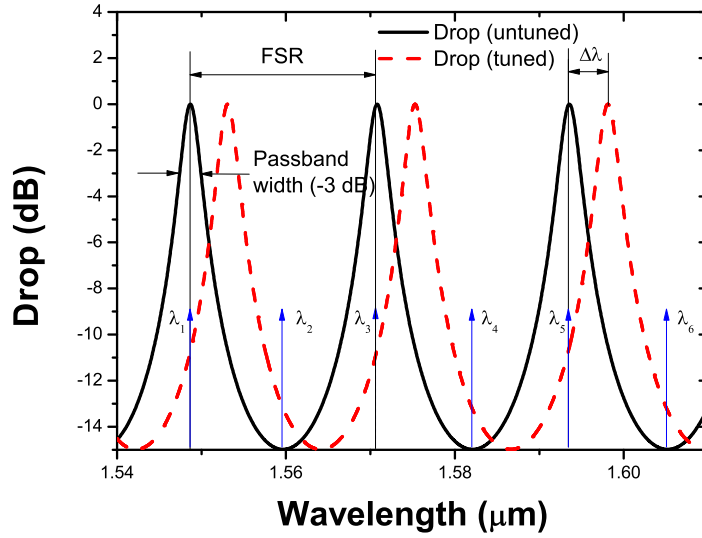 Drop (untuned)
Drop (tuned)
FSR
Δλ
Passband
width (-3 dB)
λ1
λ2
λ3
λ4
λ5
λ6
4
2
0
-2
-4
-6
-8
-10
-12
-14
1.54
1.56
1.58
1.60
Drop (dB)
Wavelength (μm)